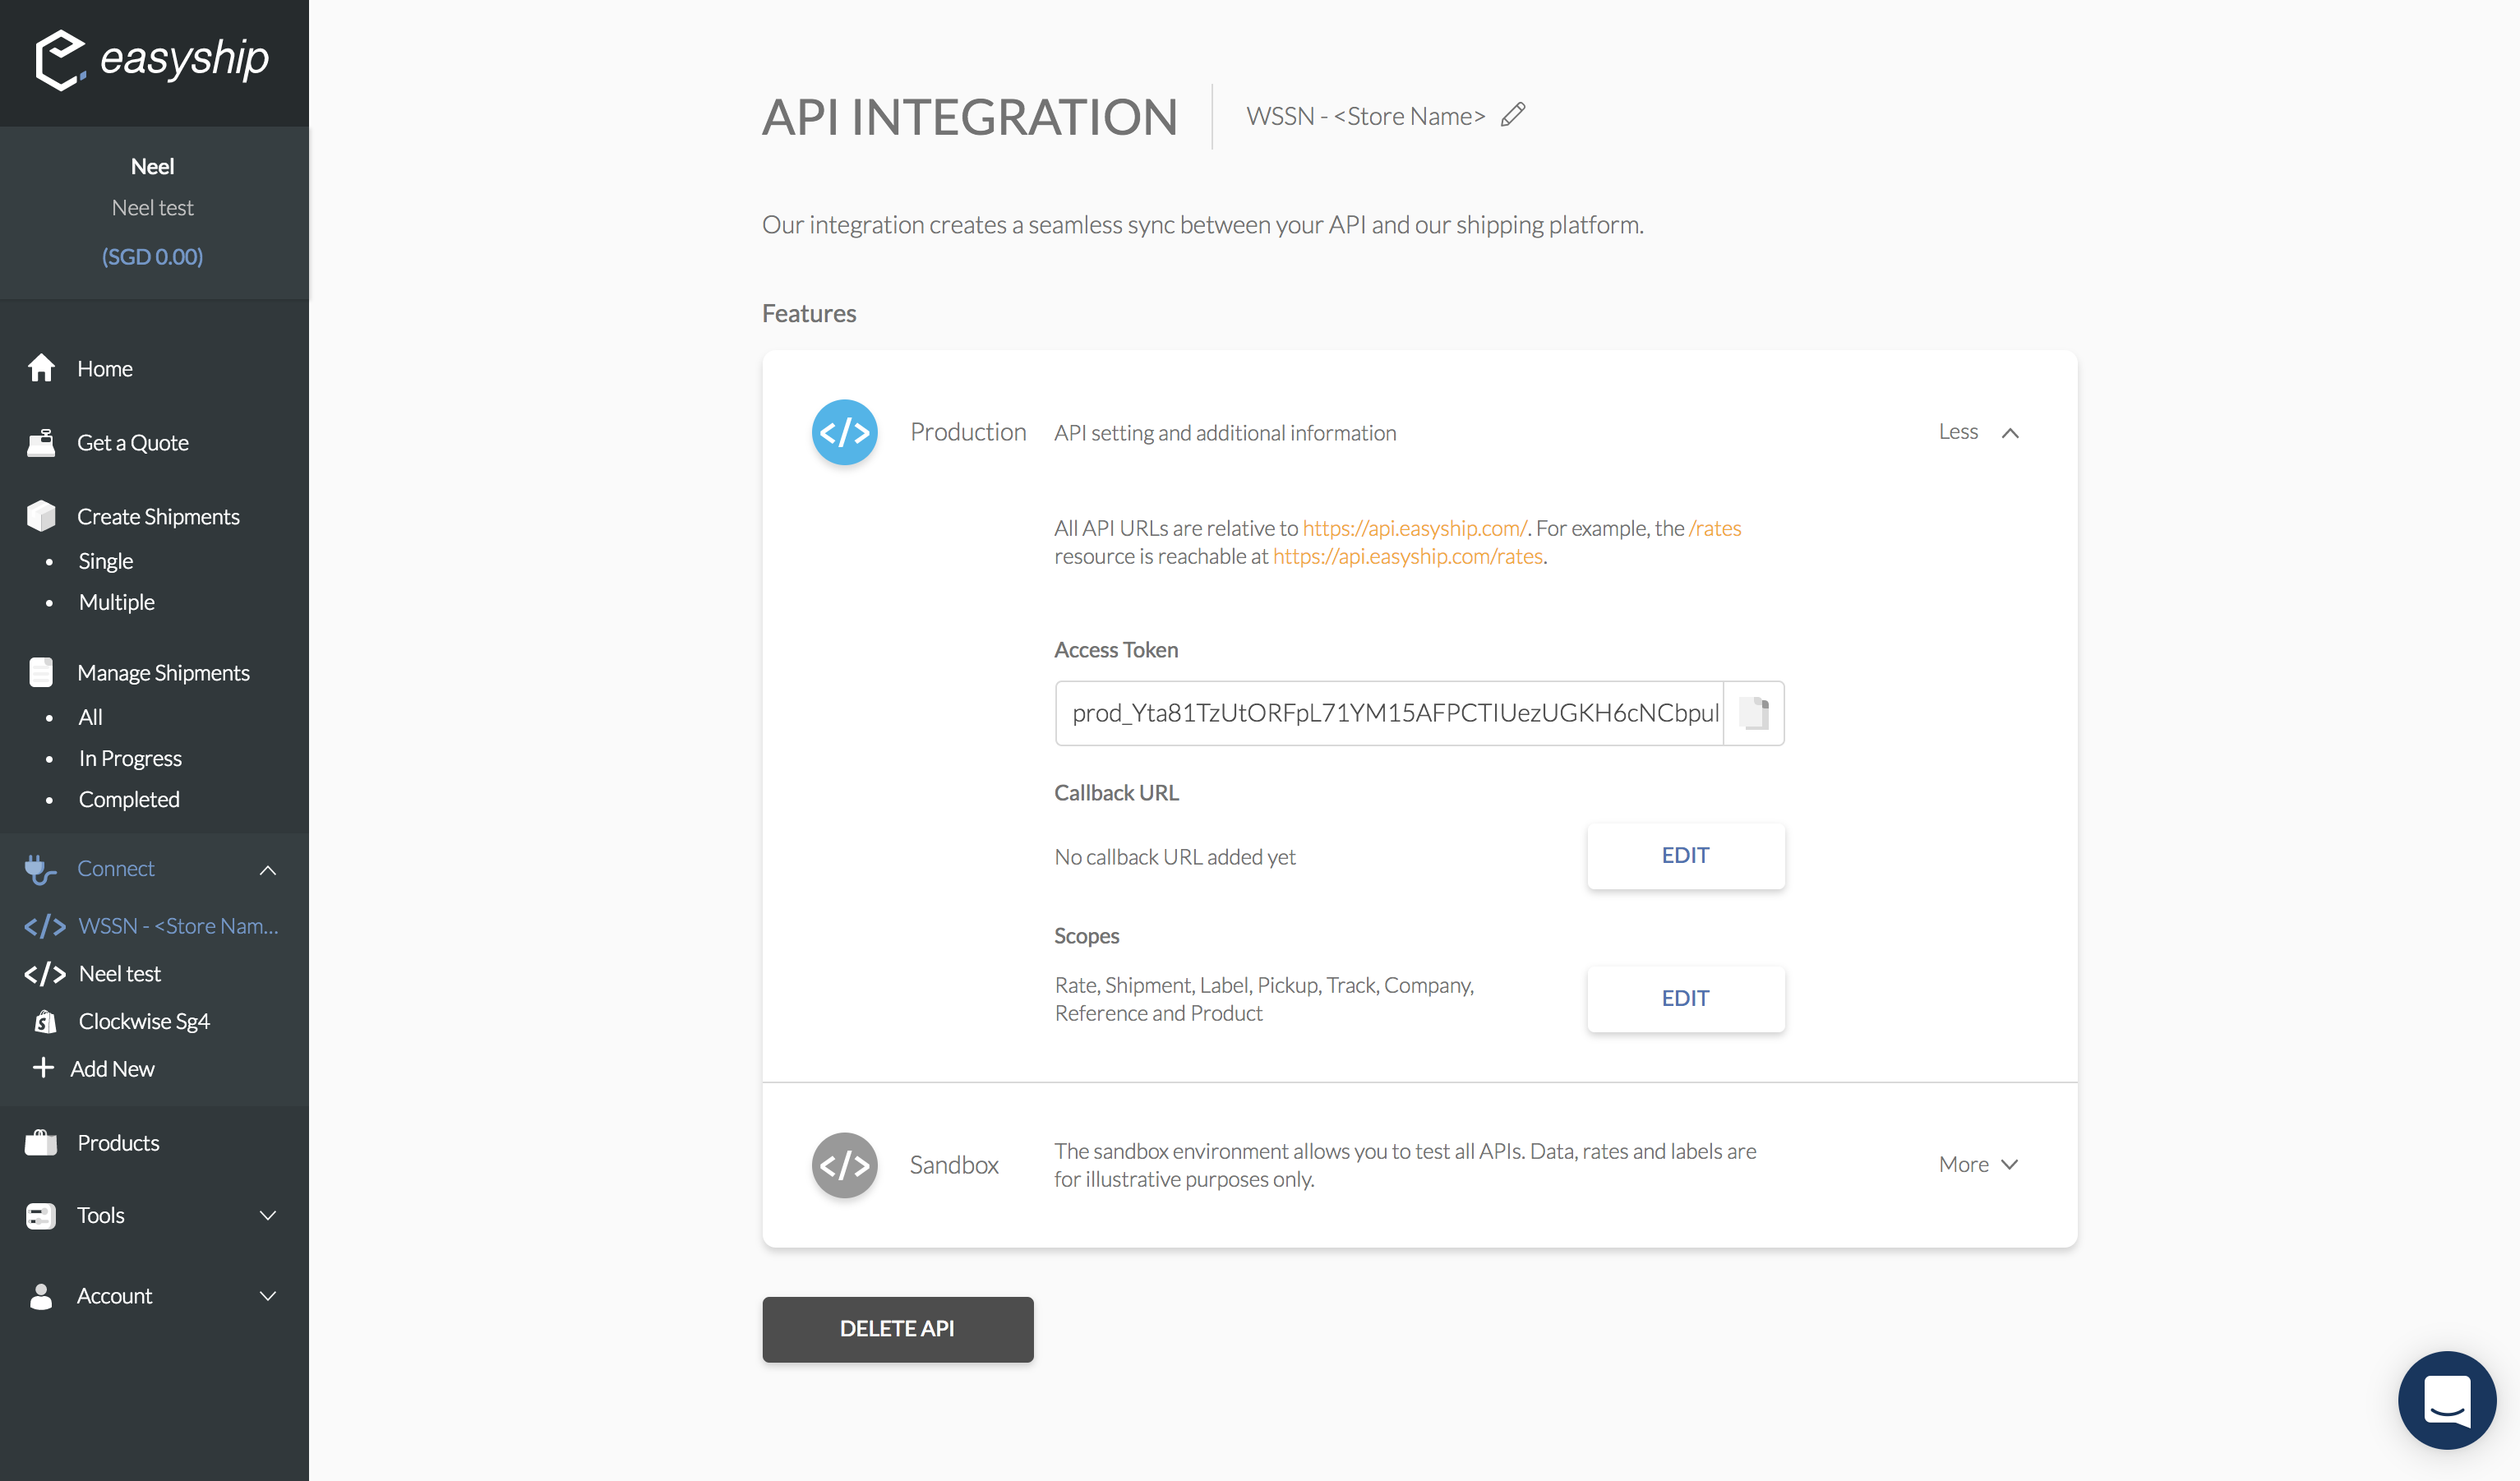 easyship
Neel
Neel test
(SGD 0.00)
Home
Get a Quote
Create Shipments
• Single
• Multiple
Manage Shipments
• All
• In Progress
• Completed
Connect
</> WSSN - <Store Nam...
</> Neel test
Clockwise Sg4
+ Add New
Products
Tools
Account
API INTEGRATION
WSSN - <Store Name>
Our integration creates a seamless sync between your API and our shipping platform.
Features
</> Production API setting and additional information Less
All API URLs are relative to https://api.easyship.com/. For example, the /rates
resource is reachable at https://api.easyship.com/rates.
Access Token
prod_Yta81TzUtORFpL71YM15AFPCTIUezUGKH6cNCbpul
Callback URL
No callback URL added yet
EDIT
Scopes
Rate, Shipment, Label, Pickup, Track, Company,
Reference and Product
EDIT
</> Sandbox
The sandbox environment allows you to test all APIs. Data, rates and labels are
for illustrative purposes only.
More
DELETE API